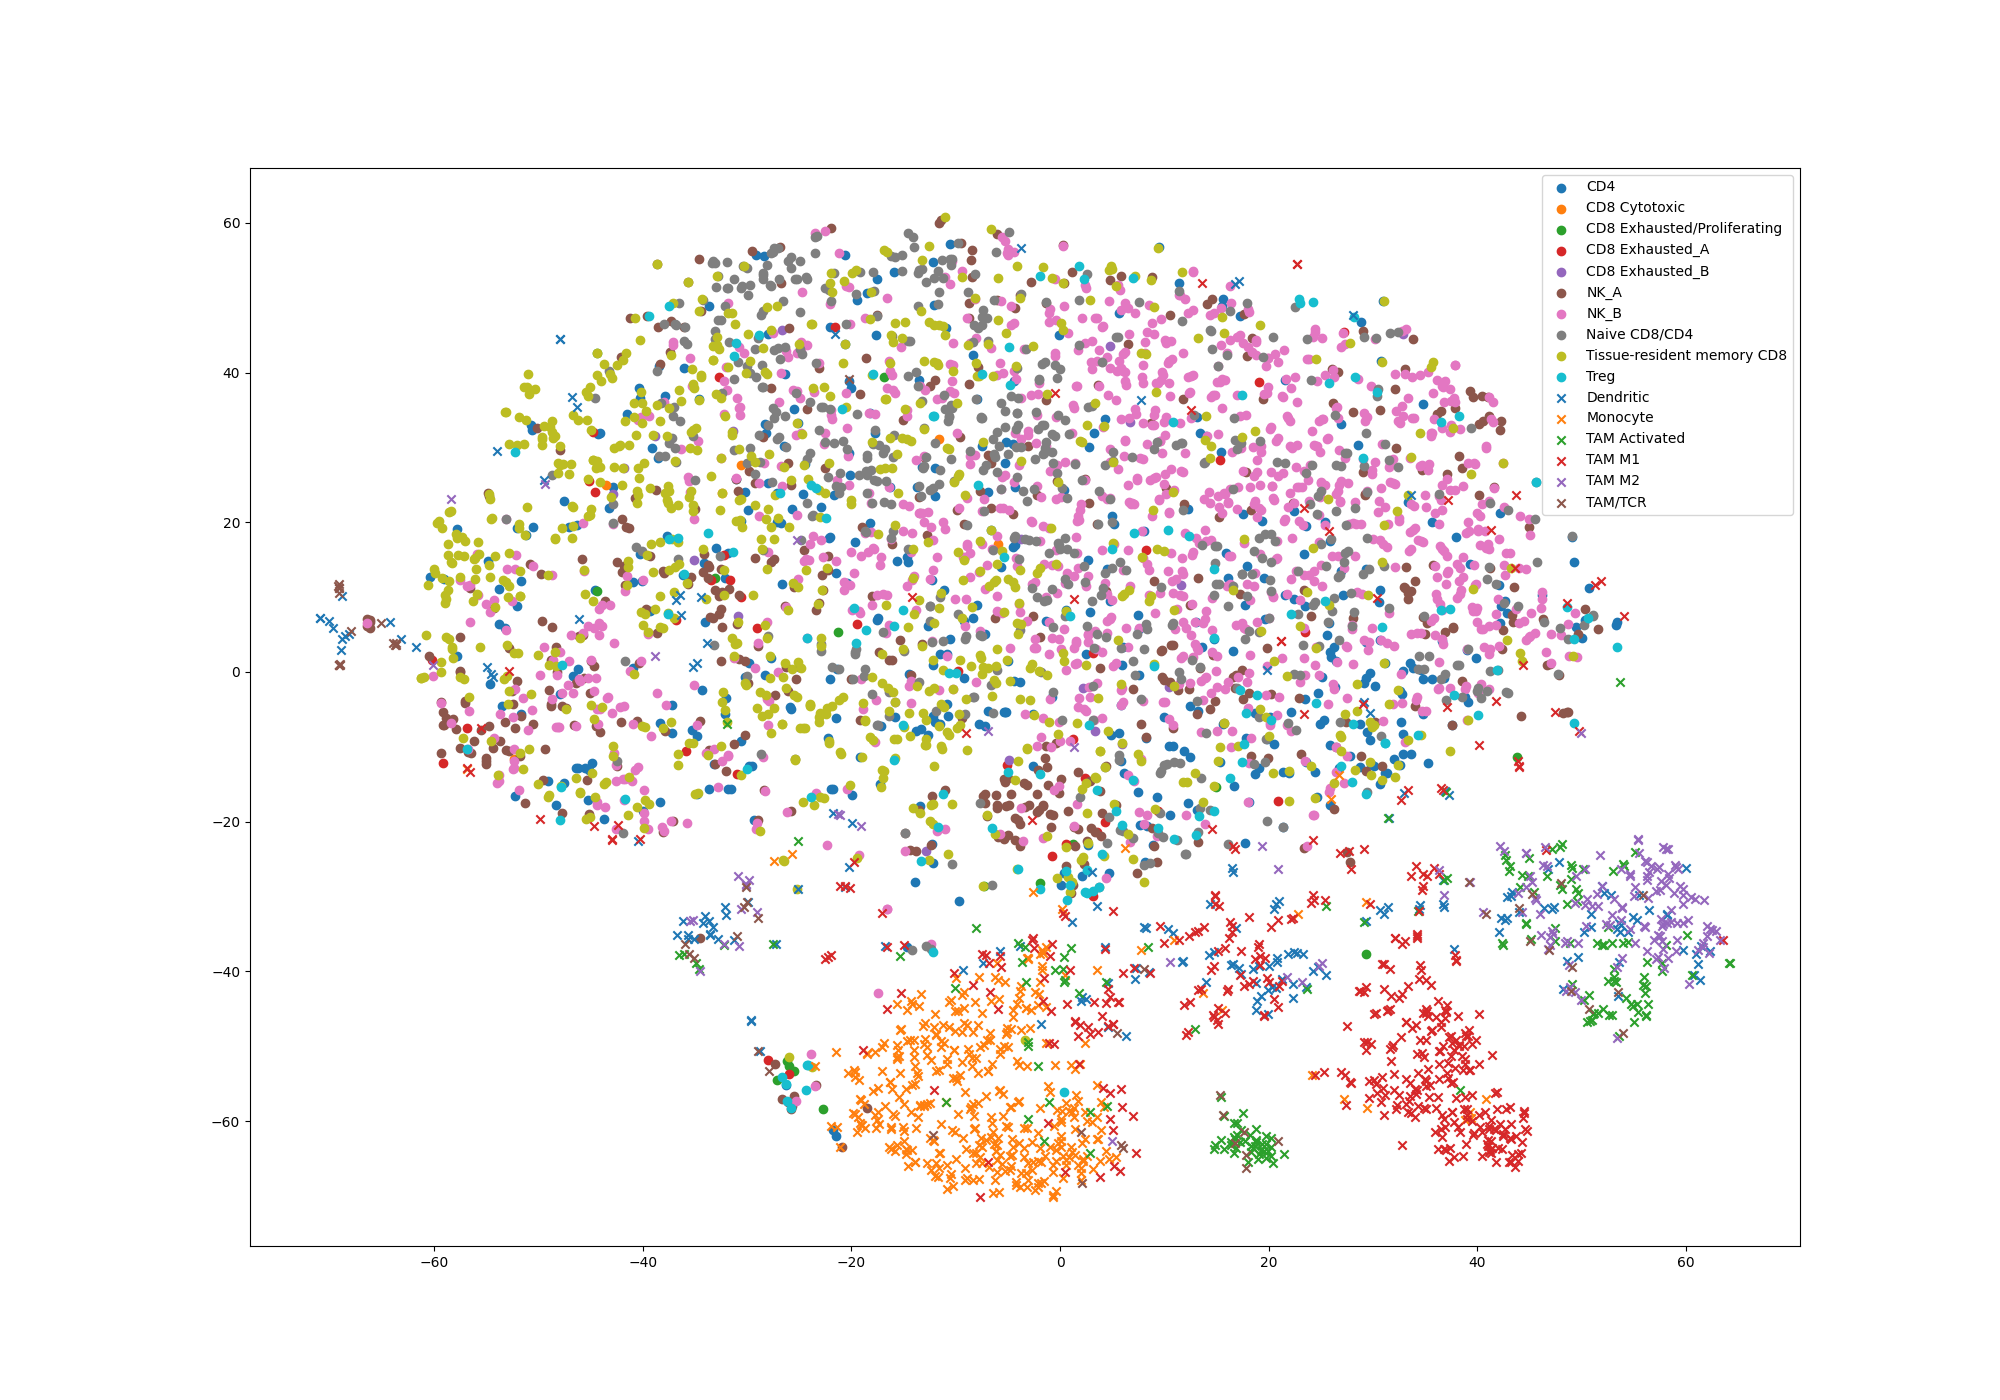 CD4
CD8 Cytotoxic
CD8 Exhausted/Proliferating
CD8 Exhausted_A
CD8 Exhausted_B
NK_A
NK_B
Naive CD8/CD4
Tissue-resident memory CD8
Treg
Dendritic
Monocyte
TAM Activated
TAM M1
TAM M2
TAM/TCR
60
40
20
0
−20
−40
−60
−60 −40 −20 0 20 40 60